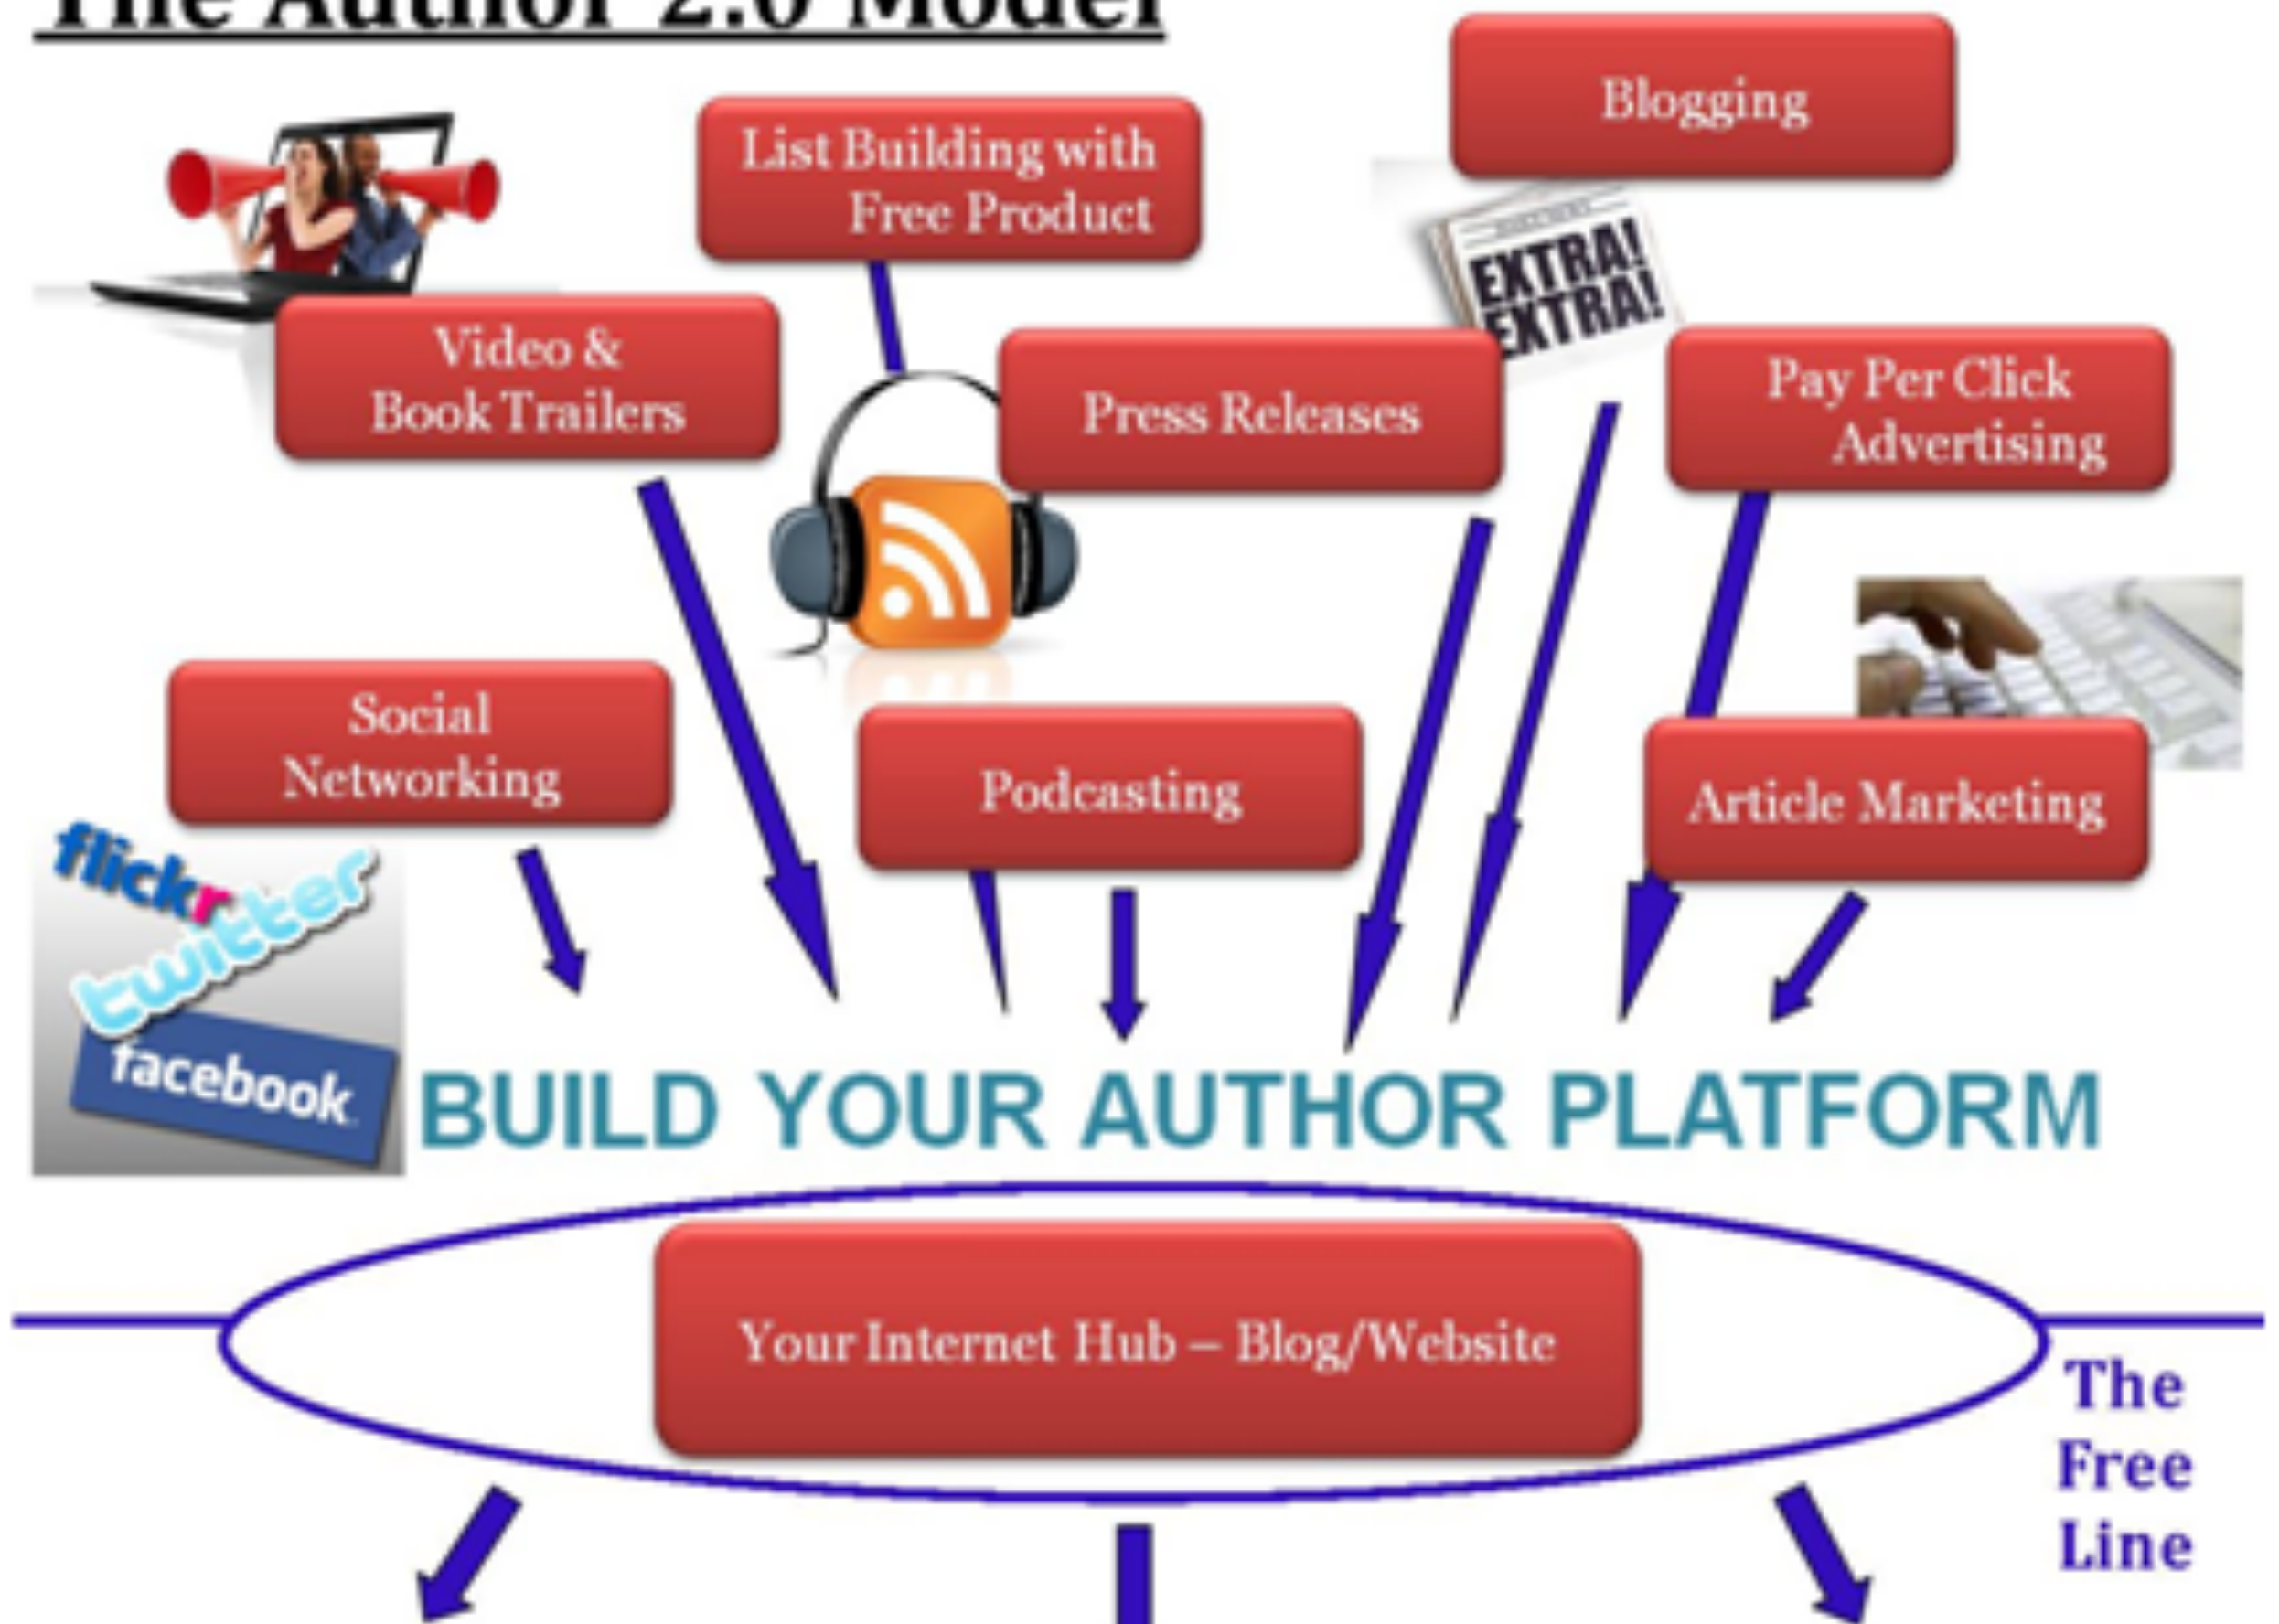 The Author 2.0 Model
Blogging
List Building with
Free Product
EXTRA!
EXTRA!
Video &
Book Trailers
Press Releases
Pay Per Click
Advertising
Social
Networking
Podcasting
Article Marketing
flickr
twitter
facebook
BUILD YOUR AUTHOR PLATFORM
Your Internet Hub – Blog/Website
The
Free
Line